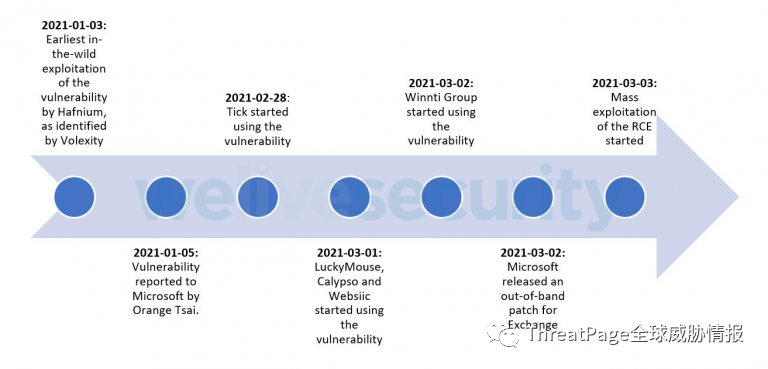 2021-01-03:
Earliest in-
the-wild
exploitation
of the
vulnerability
by Hafnium,
as identified
by Volexity
2021-01-05:
Vulnerability
reported to
Microsoft by
Orange Tsai.
2021-02-28:
Tick started
using the
vulnerability
2021-03-01:
LuckyMouse,
Calypso and
Websiic
started using
the
vulnerability
2021-03-02:
Winnti Group
started using
the
vulnerability
2021-03-02:
Microsoft
released an
out-of-band
patch for
Exchange
2021-03-03:
Mass
exploitation
of the RCE
started
welivesecurity
ThreatPage全球威胁情报